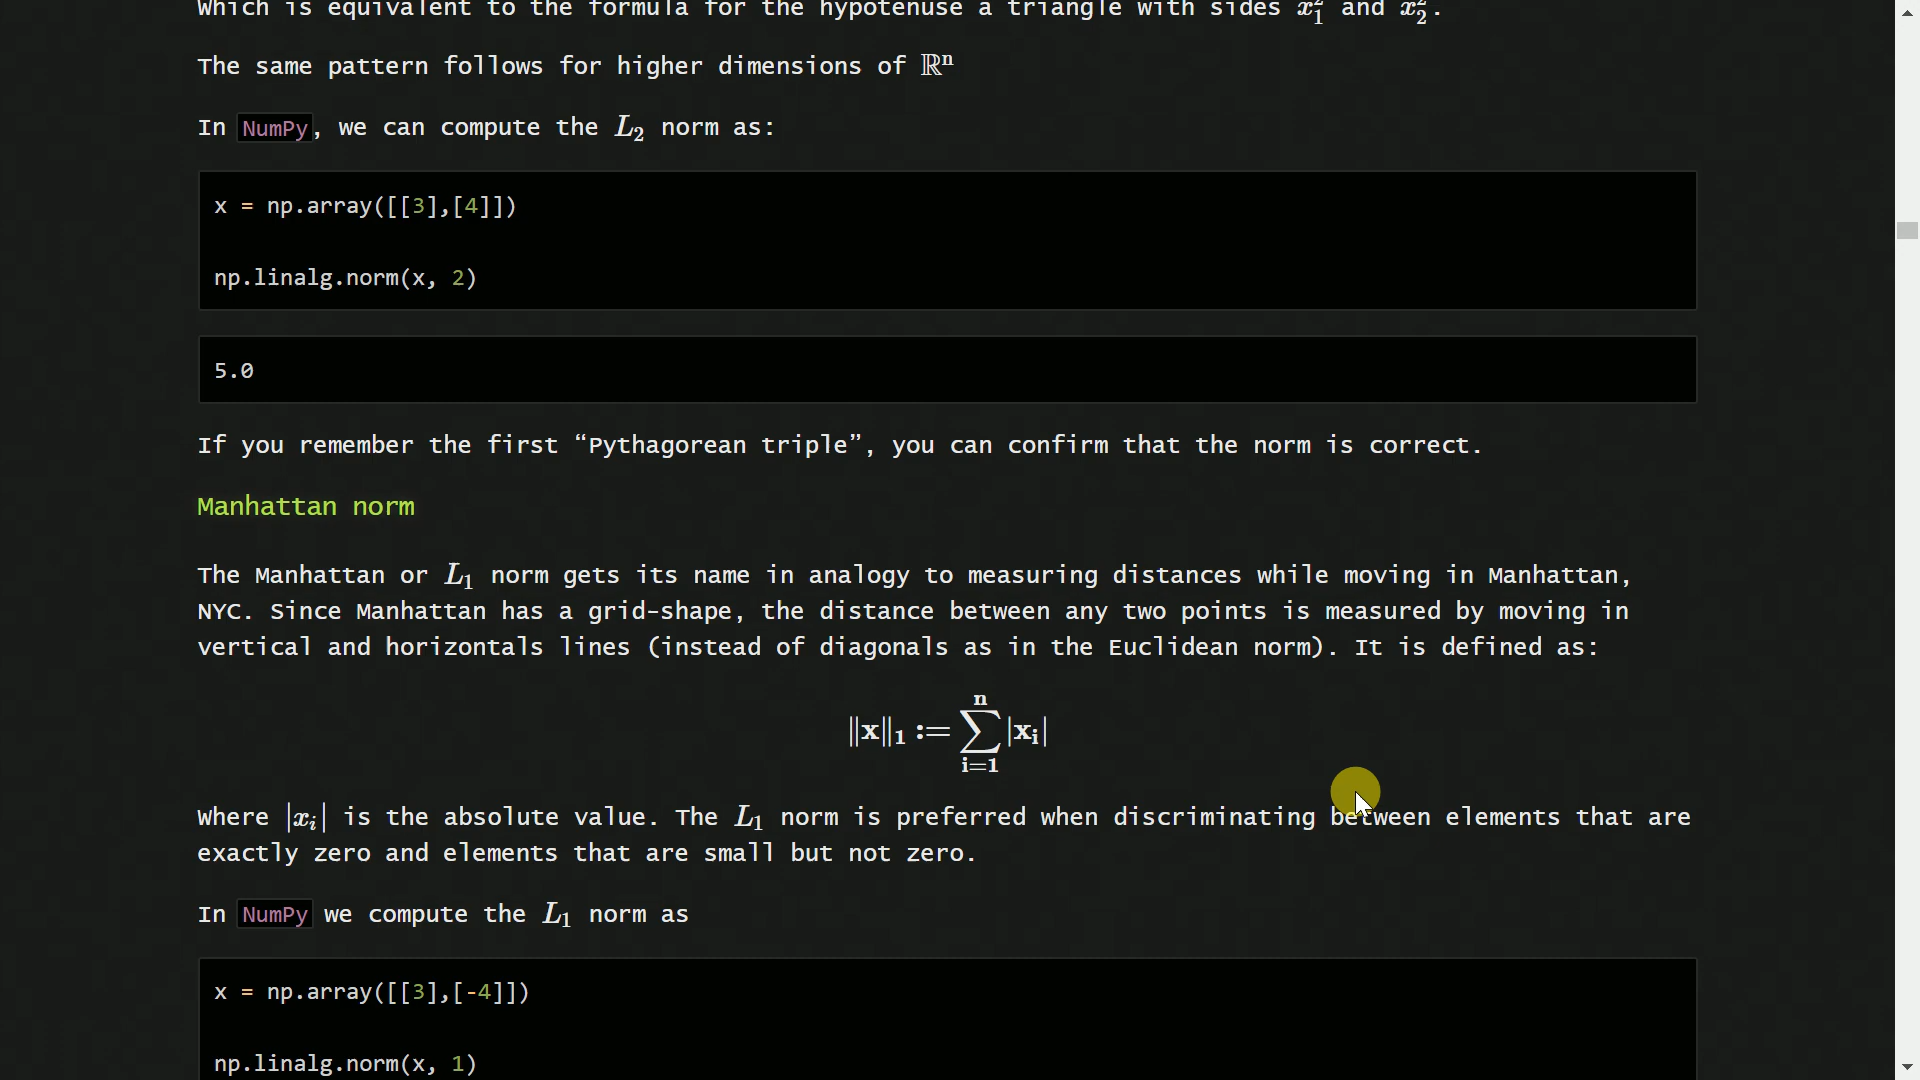 Which is equivalent to the formula for the hypotenuse a triangle with sides x₁² and x₂².
The same pattern follows for higher dimensions of ℝⁿ
In NumPy, we can compute the L₂ norm as:
x = np.array([[3],[4]])
np.linalg.norm(x, 2)
5.0
If you remember the first “Pythagorean triple”, you can confirm that the norm is correct.
Manhattan norm
The Manhattan or L₁ norm gets its name in analogy to measuring distances while moving in Manhattan,
NYC. Since Manhattan has a grid-shape, the distance between any two points is measured by moving in
vertical and horizontals lines (instead of diagonals as in the Euclidean norm). It is defined as:
‖x‖₁ := ∑ᵢ₌₁ⁿ |xᵢ|
Where |xᵢ| is the absolute value. The L₁ norm is preferred when discriminating between elements that are
exactly zero and elements that are small but not zero.
In NumPy we compute the L₁ norm as
x = np.array([[3],[-4]])
np.linalg.norm(x, 1)